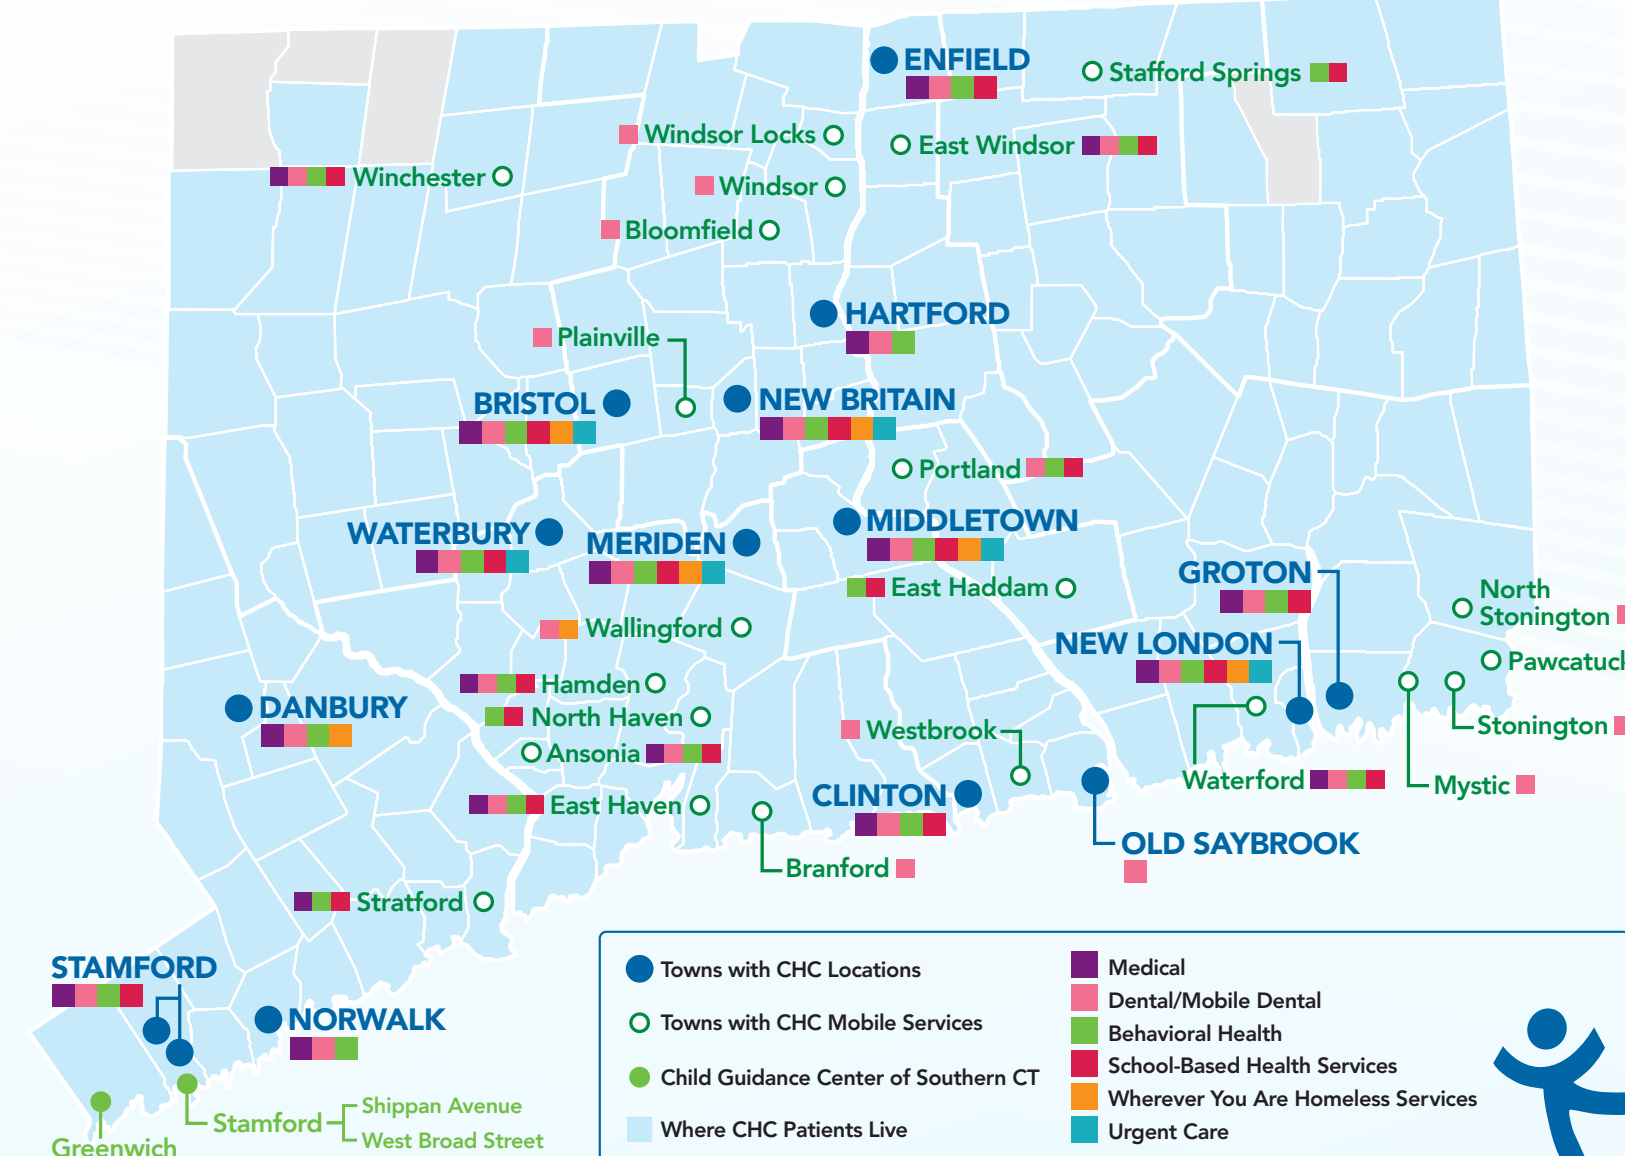 ENFIELD
Stafford Springs
Windsor Locks
East Windsor
Winchester
Windsor
Bloomfield
HARTFORD
Plainville
BRISTOL
NEW BRITAIN
Portland
WATERBURY
MERIDEN
MIDDLETOWN
GROTON
East Haddam
North
Stonington
Wallingford
NEW LONDON
Pawcatuck
Hamden
DANBURY
North Haven
Westbrook
Stonington
Ansonia
Waterford
Mystic
CLINTON
East Haven
OLD SAYBROOK
Branford
Stratford
STAMFORD
NORWALK
Shippan Avenue
Stamford
West Broad Street
Greenwich
Towns with CHC Locations
Towns with CHC Mobile Services
Child Guidance Center of Southern CT
Where CHC Patients Live
Medical
Dental/Mobile Dental
Behavioral Health
School-Based Health Services
Wherever You Are Homeless Services
Urgent Care